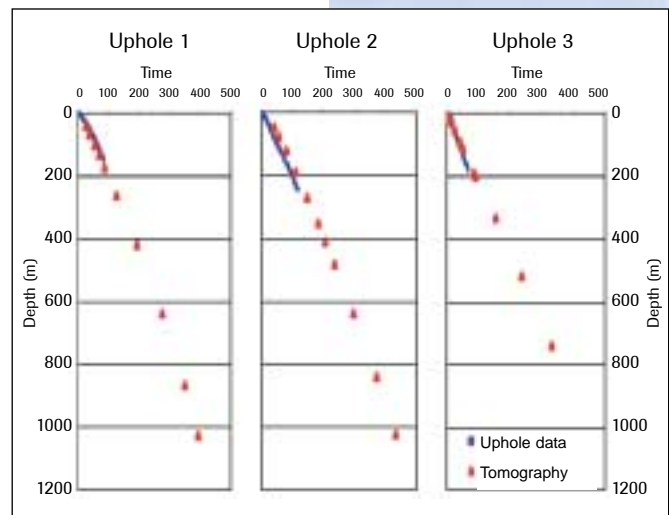 Uphole 1 Uphole 2 Uphole 3
Time Time Time
0 100 200 300 400 500 0 100 200 300 400 500 0 100 200 300 400 500
0 0
200 200
400 400
Depth (m) Depth (m)
600 600
800 800
1000 1000
Uphole data
Tomography
1200 1200